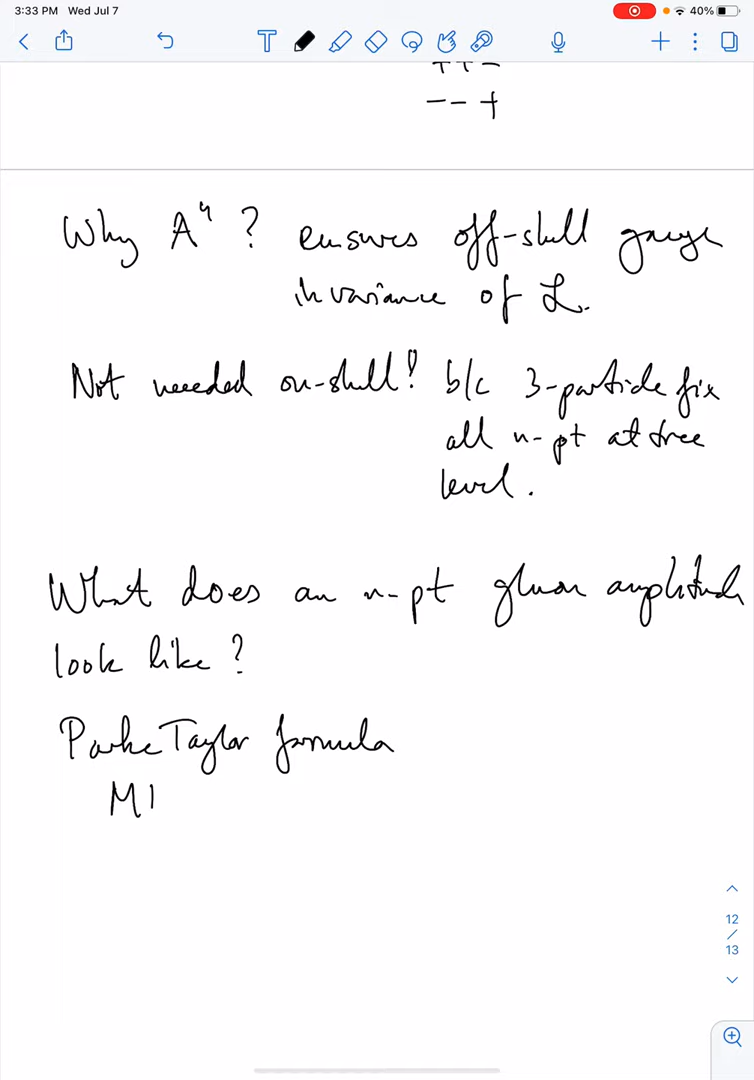 3:33 PM Wed Jul 7
40%
T
- - +
Why A⁴ ? ensures off-shell gauge
invariance of L.
Not needed on-shell! b/c 3-particle fix
all n-pt at tree
level.
What does an n-pt gluon amplitude
look like ?
Parke Taylor formula
MI
12
13